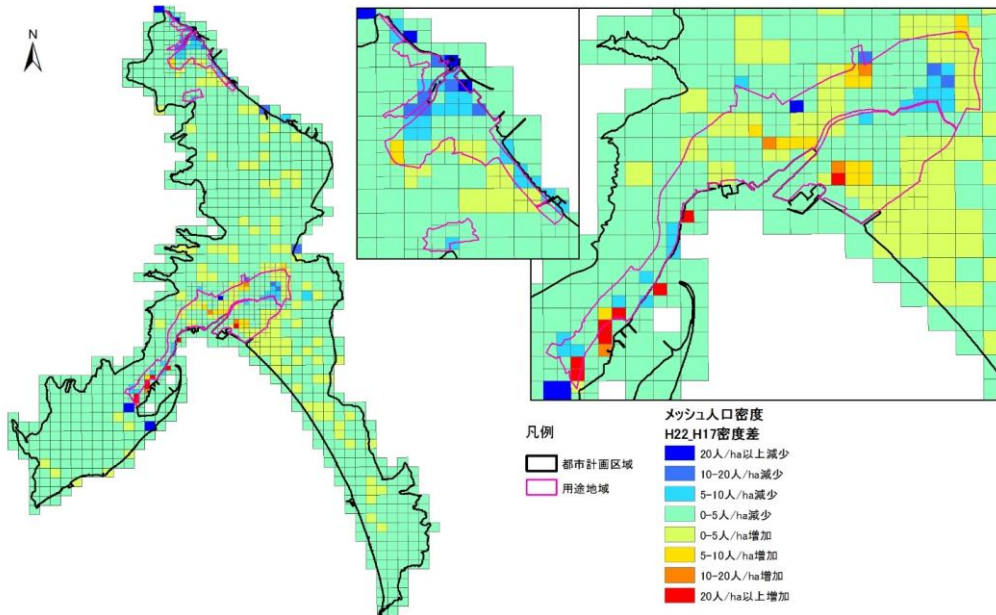 N
凡例
都市計画区域
用途地域
メッシュ人口密度
H22_H17密度差
20人/ha以上減少
10-20人/ha減少
5-10人/ha減少
0-5人/ha減少
0-5人/ha増加
5-10人/ha増加
10-20人/ha増加
20人/ha以上増加